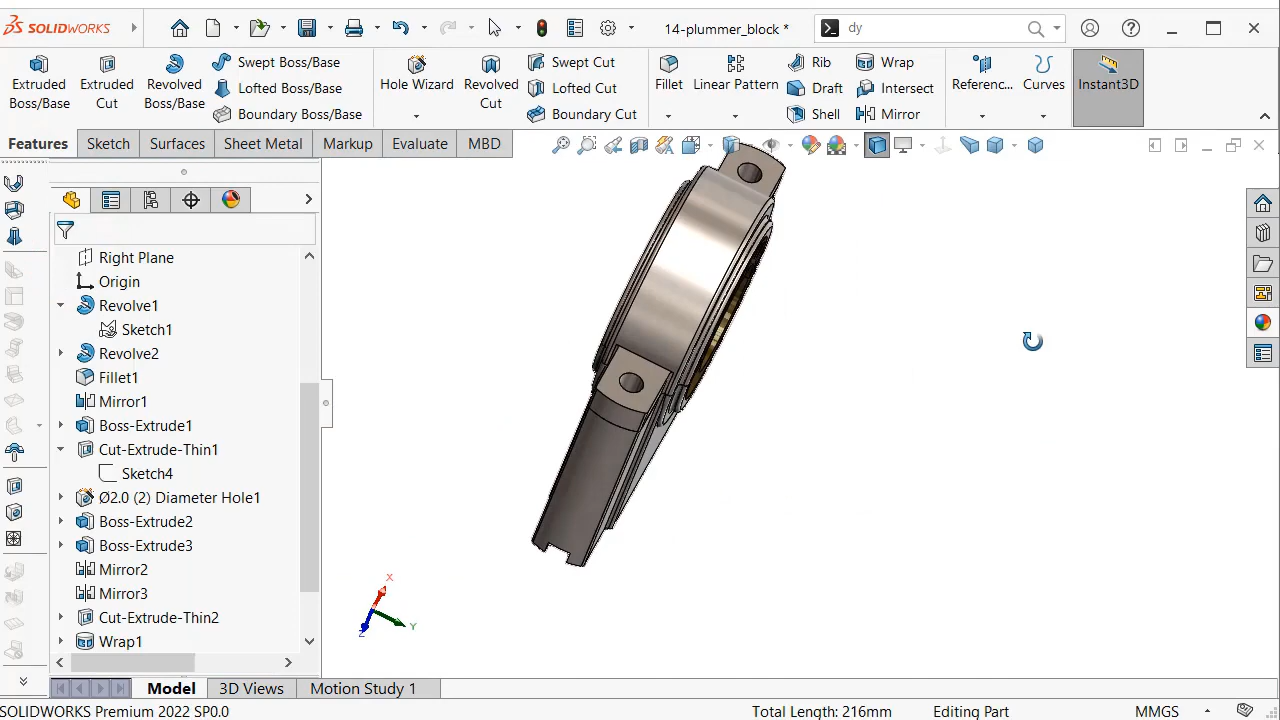 SOLIDWORKS
14-plummer_block *
dy
Extruded Boss/Base
Extruded Cut
Revolved Boss/Base
Swept Boss/Base
Lofted Boss/Base
Boundary Boss/Base
Hole Wizard
Revolved Cut
Swept Cut
Lofted Cut
Boundary Cut
Fillet
Linear Pattern
Rib
Draft
Shell
Wrap
Intersect
Mirror
Referenc...
Curves
Instant3D
Features
Sketch
Surfaces
Sheet Metal
Markup
Evaluate
MBD
Right Plane
Origin
Revolve1
Sketch1
Revolve2
Fillet1
Mirror1
Boss-Extrude1
Cut-Extrude-Thin1
Sketch4
Ø2.0 (2) Diameter Hole1
Boss-Extrude2
Boss-Extrude3
Mirror2
Mirror3
Cut-Extrude-Thin2
Wrap1
X
Y
Z
Model
3D Views
Motion Study 1
SOLIDWORKS Premium 2022 SP0.0
Total Length: 216mm
Editing Part
MMGS